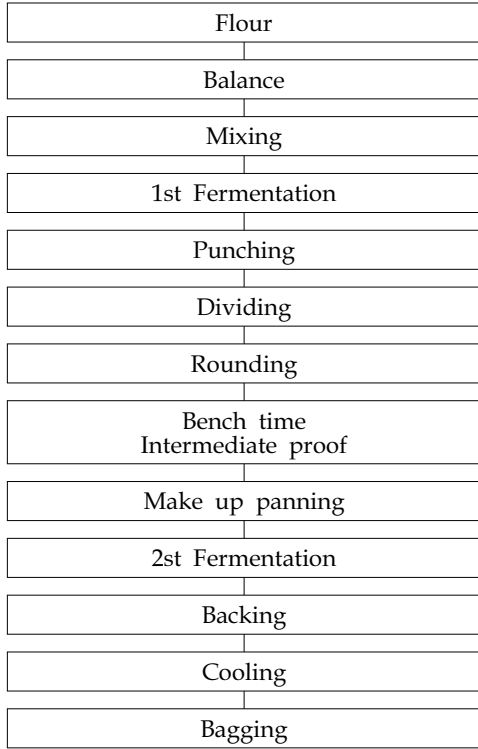 Flour
Balance
Mixing
1st Fermentation
Punching
Dividing
Rounding
Bench time
Intermediate proof
Make up panning
2st Fermentation
Backing
Cooling
Bagging